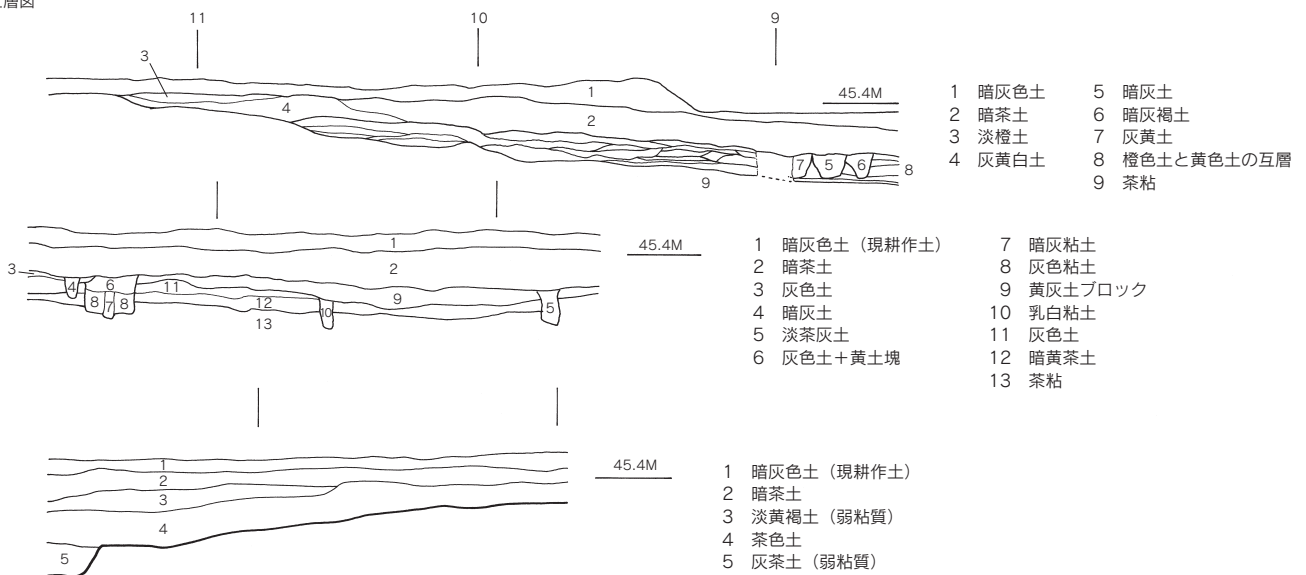 土層図
11
10
9
3
1
45.4M
4
2
7
5
6
8
9
1 暗灰色土
2 暗茶土
3 淡橙土
4 灰黄白土
5 暗灰土
6 暗灰褐土
7 灰黄土
8 橙色土と黄色土の互層
9 茶粘
1
45.4M
3
2
4
6
11
8
7
8
12
9
10
5
13
1 暗灰色土（現耕作土）
2 暗茶土
3 灰色土
4 暗灰土
5 淡茶灰土
6 灰色土＋黄土塊
7 暗灰粘土
8 灰色粘土
9 黄灰土ブロック
10 乳白粘土
11 灰色土
12 暗黄茶土
13 茶粘
1
45.4M
2
3
4
5
1 暗灰色土（現耕作土）
2 暗茶土
3 淡黄褐土（弱粘質）
4 茶色土
5 灰茶土（弱粘質）